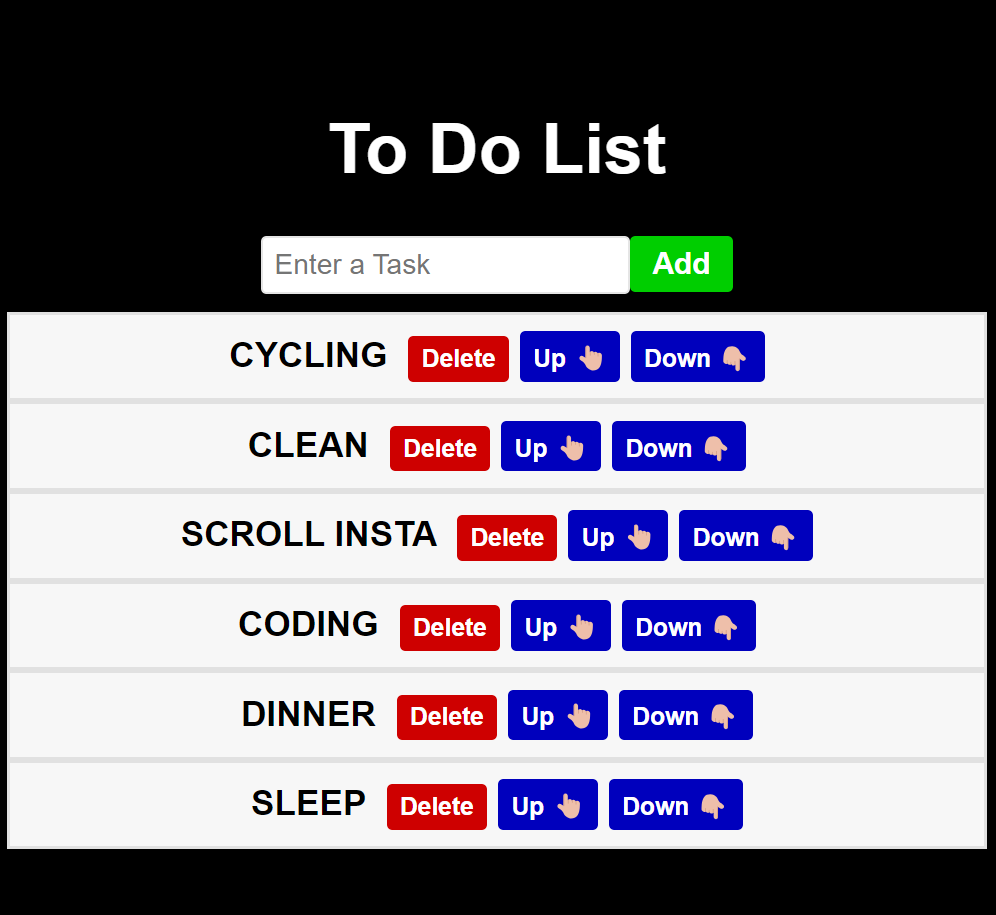 To Do List
Enter a Task Add
CYCLING Delete Up 👆🏼 Down 👇🏼
CLEAN Delete Up 👆🏼 Down 👇🏼
SCROLL INSTA Delete Up 👆🏼 Down 👇🏼
CODING Delete Up 👆🏼 Down 👇🏼
DINNER Delete Up 👆🏼 Down 👇🏼
SLEEP Delete Up 👆🏼 Down 👇🏼